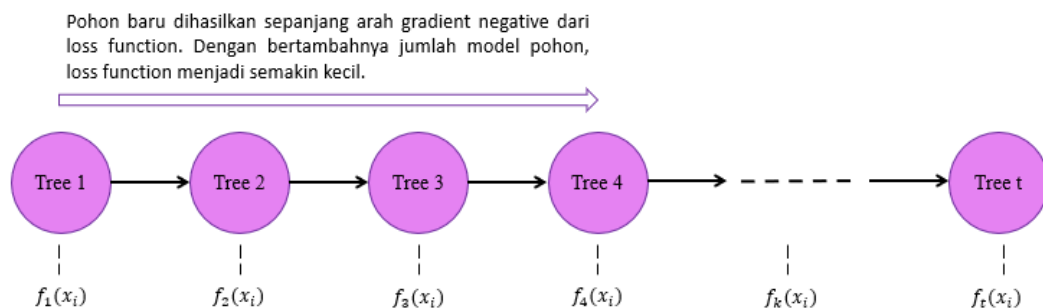 Pohon baru dihasilkan sepanjang arah gradient negative dari
loss function. Dengan bertambahnya jumlah model pohon,
loss function menjadi semakin kecil.
Tree 1
Tree 2
Tree 3
Tree 4
Tree t
f₁(xᵢ)
f₂(xᵢ)
f₃(xᵢ)
f₄(xᵢ)
fₖ(xᵢ)
fₜ(xᵢ)